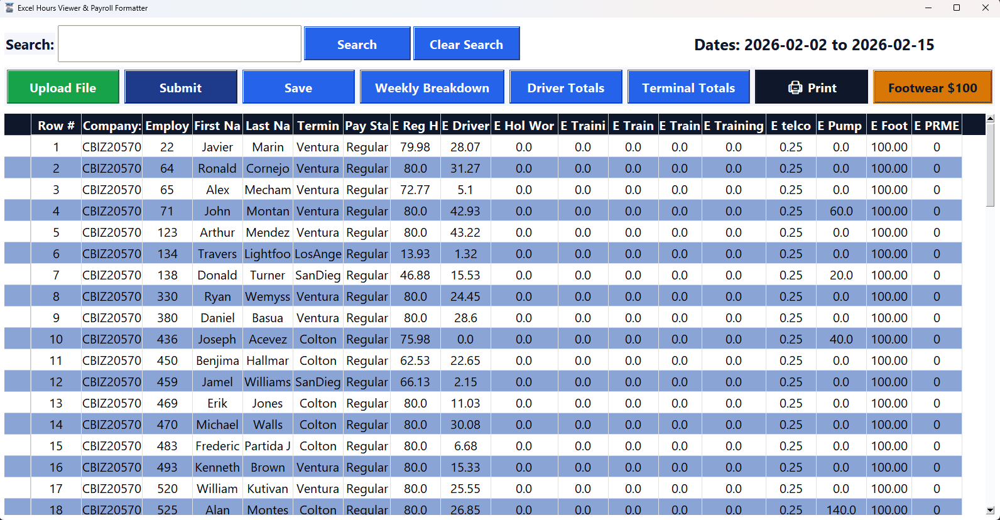 Excel Hours Viewer & Payroll Formatter
Search: Search Clear Search Dates: 2026-02-02 to 2026-02-15
Upload File Submit Save Weekly Breakdown Driver Totals Terminal Totals Print Footwear $100
Row # Company: Employ First Na Last Na Termin Pay Sta E Reg H E Driver E Hol Wor E Traini E Train E Train E Training E telco E Pump E Foot E PRME
1 CBIZ20570 22 Javier Marin Ventura Regular 79.98 28.07 0.0 0.0 0.0 0.0 0.0 0.25 0.0 100.00 0
2 CBIZ20570 64 Ronald Cornejo Ventura Regular 80.0 31.27 0.0 0.0 0.0 0.0 0.0 0.25 0.0 100.00 0
3 CBIZ20570 65 Alex Mecham Ventura Regular 72.77 5.1 0.0 0.0 0.0 0.0 0.0 0.25 0.0 100.00 0
4 CBIZ20570 71 John Montan Ventura Regular 80.0 42.93 0.0 0.0 0.0 0.0 0.0 0.25 60.0 100.00 0
5 CBIZ20570 123 Arthur Mendez Ventura Regular 80.0 43.22 0.0 0.0 0.0 0.0 0.0 0.25 0.0 100.00 0
6 CBIZ20570 134 Travers Lightfoo LosAnge Regular 13.93 1.32 0.0 0.0 0.0 0.0 0.0 0.25 0.0 100.00 0
7 CBIZ20570 138 Donald Turner SanDieg Regular 46.88 15.53 0.0 0.0 0.0 0.0 0.0 0.25 20.0 100.00 0
8 CBIZ20570 330 Ryan Wemyss Ventura Regular 80.0 24.45 0.0 0.0 0.0 0.0 0.0 0.25 0.0 100.00 0
9 CBIZ20570 380 Daniel Basua Ventura Regular 80.0 28.6 0.0 0.0 0.0 0.0 0.0 0.25 0.0 100.00 0
10 CBIZ20570 436 Joseph Acevez Colton Regular 75.98 0.0 0.0 0.0 0.0 0.0 0.0 0.25 40.0 100.00 0
11 CBIZ20570 450 Benjima Hallmar Colton Regular 62.53 22.65 0.0 0.0 0.0 0.0 0.0 0.25 0.0 100.00 0
12 CBIZ20570 459 Jamel Williams SanDieg Regular 66.13 2.15 0.0 0.0 0.0 0.0 0.0 0.25 0.0 100.00 0
13 CBIZ20570 469 Erik Jones Colton Regular 80.0 11.03 0.0 0.0 0.0 0.0 0.0 0.25 0.0 100.00 0
14 CBIZ20570 470 Michael Walls Colton Regular 80.0 30.08 0.0 0.0 0.0 0.0 0.0 0.25 0.0 100.00 0
15 CBIZ20570 483 Frederic Partida J Colton Regular 80.0 6.68 0.0 0.0 0.0 0.0 0.0 0.25 0.0 100.00 0
16 CBIZ20570 493 Kenneth Brown Ventura Regular 80.0 15.33 0.0 0.0 0.0 0.0 0.0 0.25 0.0 100.00 0
17 CBIZ20570 520 William Kutivan Ventura Regular 80.0 25.55 0.0 0.0 0.0 0.0 0.0 0.25 0.0 100.00 0
18 CBIZ20570 525 Alan Montes Colton Regular 80.0 26.85 0.0 0.0 0.0 0.0 0.0 0.25 140.0 100.00 0